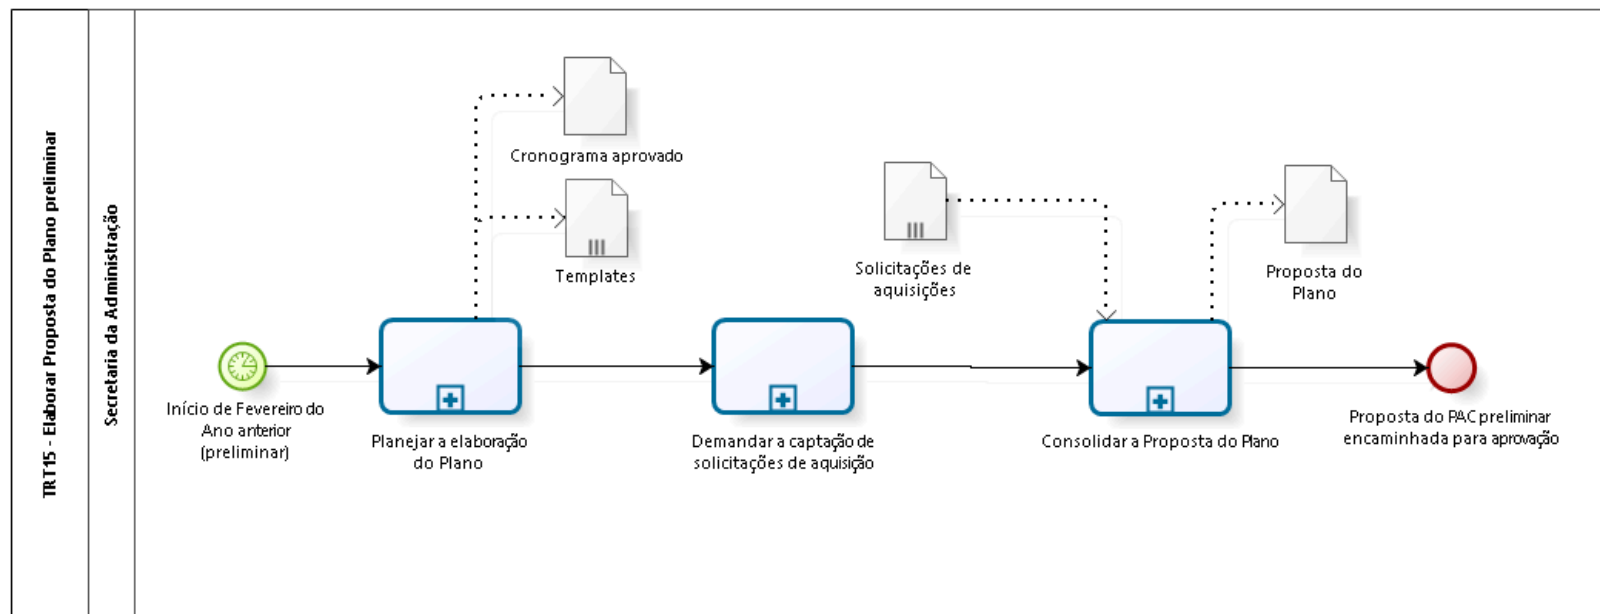 TRT15 - Elaborar Proposta do Plano preliminar
Secretaria da Administração
Cronograma aprovado
Templates
Solicitações de
aquisições
Proposta do
Plano
Início de Fevereiro do
Ano anterior
(preliminar)
Planejar a elaboração
do Plano
Demandar a captação de
solicitações de aquisição
Consolidar a Proposta do Plano
Proposta do PAC preliminar
encaminhada para aprovação